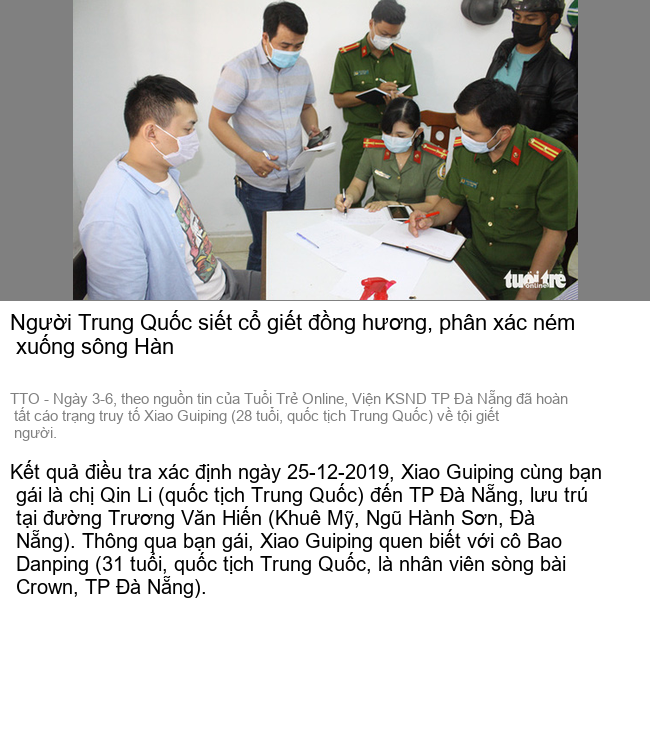 tuổi trẻ
online
Người Trung Quốc siết cổ giết đồng hương, phân xác ném
xuống sông Hàn
TTO - Ngày 3-6, theo nguồn tin của Tuổi Trẻ Online, Viện KSND TP Đà Nẵng đã hoàn
tất cáo trạng truy tố Xiao Guiping (28 tuổi, quốc tịch Trung Quốc) về tội giết
người.
Kết quả điều tra xác định ngày 25-12-2019, Xiao Guiping cùng bạn
gái là chị Qin Li (quốc tịch Trung Quốc) đến TP Đà Nẵng, lưu trú
tại đường Trương Văn Hiến (Khuê Mỹ, Ngũ Hành Sơn, Đà
Nẵng). Thông qua bạn gái, Xiao Guiping quen biết với cô Bao
Danping (31 tuổi, quốc tịch Trung Quốc, là nhân viên sòng bài
Crown, TP Đà Nẵng).